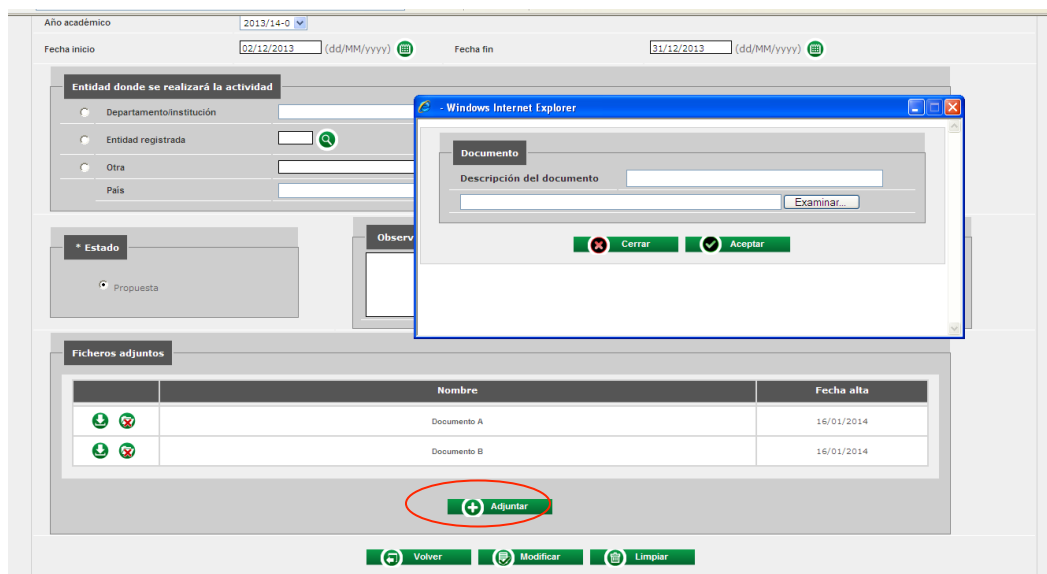 Año académico 2013/14-0
Fecha inicio 02/12/2013 (dd/MM/yyyy) Fecha fin 31/12/2013 (dd/MM/yyyy)
Entidad donde se realizará la actividad
Departamento/institución
Entidad registrada
Otra
País
- Windows Internet Explorer
Documento
Descripción del documento
Examinar...
Cerrar Aceptar
* Estado
Propuesta
Observ
Ficheros adjuntos
Nombre Fecha alta
Documento A 16/01/2014
Documento B 16/01/2014
Adjuntar
Volver Modificar Limpiar